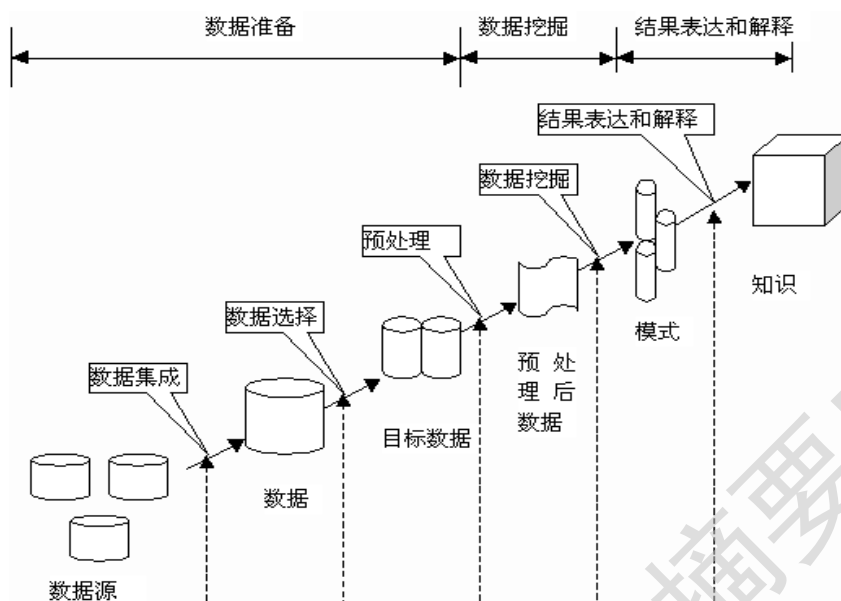 数据准备
数据挖掘
结果表达和解释
结果表达和解释
数据挖掘
预处理
数据选择
数据集成
知识
模式
预 处
理 后
数据
目标数据
数据
数据源
摘要